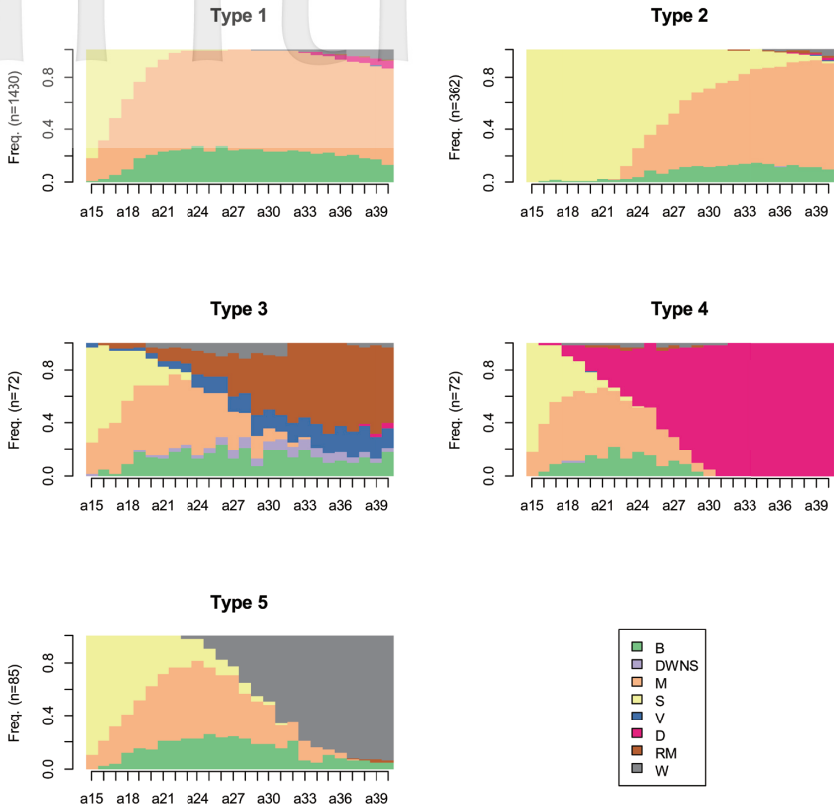 Type 1
Freq. (n=1430)
0.0 0.4 0.8
a15 a18 a21 a24 a27 a30 a33 a36 a39
Type 2
Freq. (n=362)
0.0 0.4 0.8
a15 a18 a21 a24 a27 a30 a33 a36 a39
Type 3
Freq. (n=72)
0.0 0.4 0.8
a15 a18 a21 a24 a27 a30 a33 a36 a39
Type 4
Freq. (n=72)
0.0 0.4 0.8
a15 a18 a21 a24 a27 a30 a33 a36 a39
Type 5
Freq. (n=85)
0.0 0.4 0.8
a15 a18 a21 a24 a27 a30 a33 a36 a39
B
DWNS
M
S
V
D
RM
W